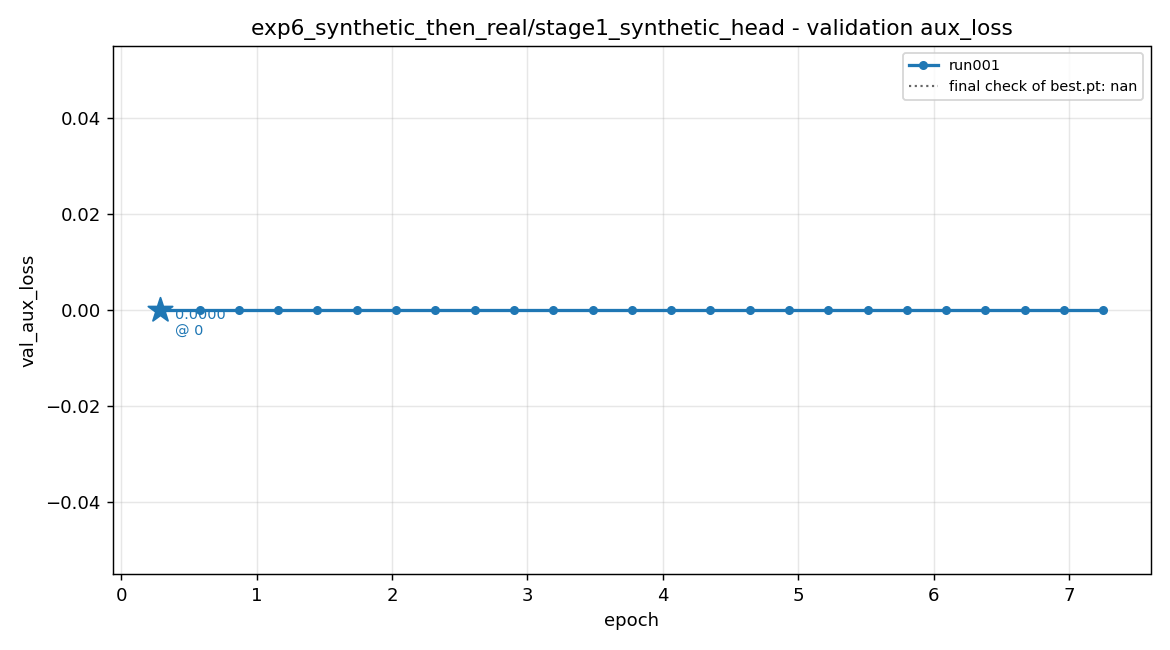 exp6_synthetic_then_real/stage1_synthetic_head - validation aux_loss
run001
final check of best.pt: nan
0.04
0.02
0.00
−0.02
−0.04
val_aux_loss
0.0000
@ 0
0 1 2 3 4 5 6 7
epoch